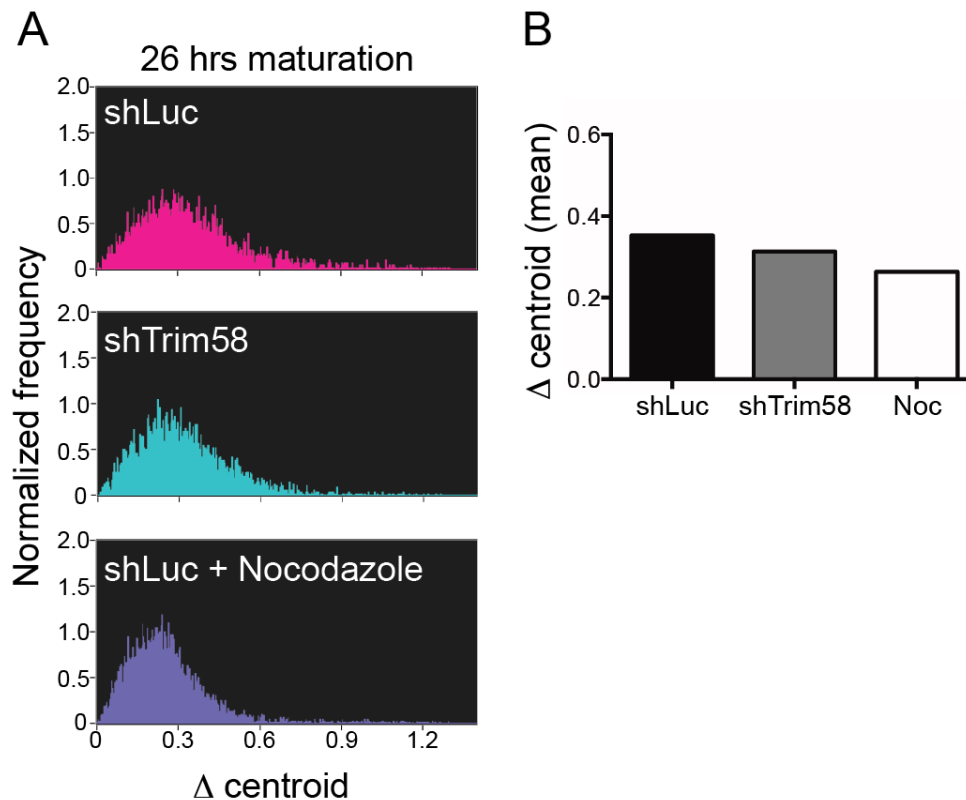 A
26 hrs maturation
Normalized frequency
2.0
shLuc
1.5
1.0
0.5
0
2.0
shTrim58
1.5
1.0
0.5
0
2.0
shLuc + Nocodazole
1.5
1.0
0.5
0
0 0.3 0.6 0.9 1.2
Δ centroid
B
Δ centroid (mean)
0.6
0.4
0.2
0.0
shLuc shTrim58 Noc